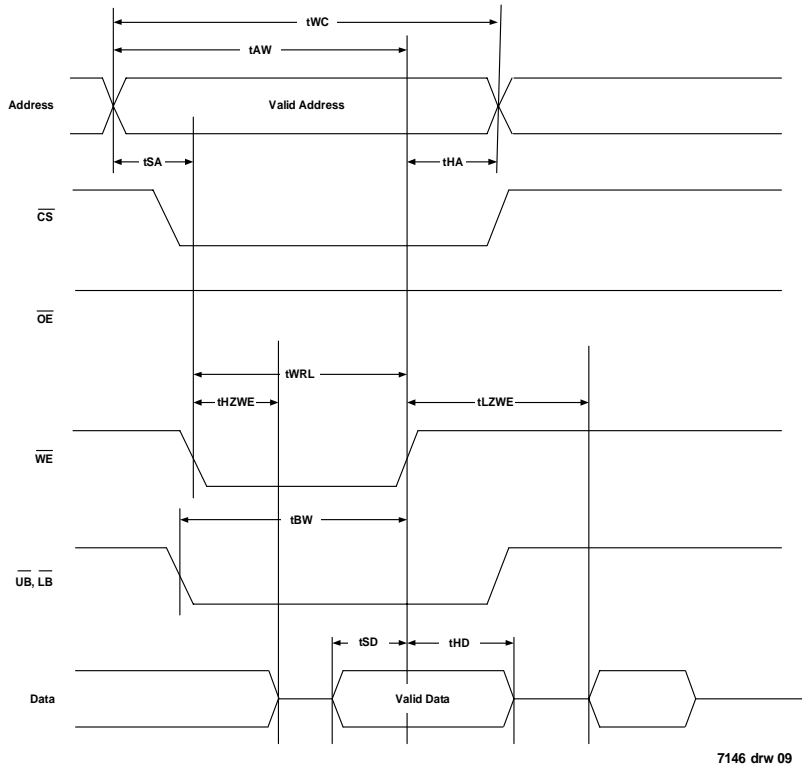 tWC
tAW
Address
Valid Address
tSA
tHA
CS
OE
tWRL
tHZWE
tLZWE
WE
tBW
UB, LB
tSD
tHD
Data
Valid Data
7146 drw 09